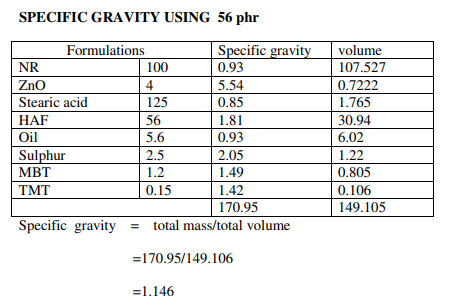 SPECIFIC GRAVITY USING 56 phr
Formulations Specific gravity volume
NR 100 0.93 107.527
ZnO 4 5.54 0.7222
Stearic acid 125 0.85 1.765
HAF 56 1.81 30.94
Oil 5.6 0.93 6.02
Sulphur 2.5 2.05 1.22
MBT 1.2 1.49 0.805
TMT 0.15 1.42 0.106
170.95 149.105
Specific gravity = total mass/total volume
=170.95/149.106
=1.146